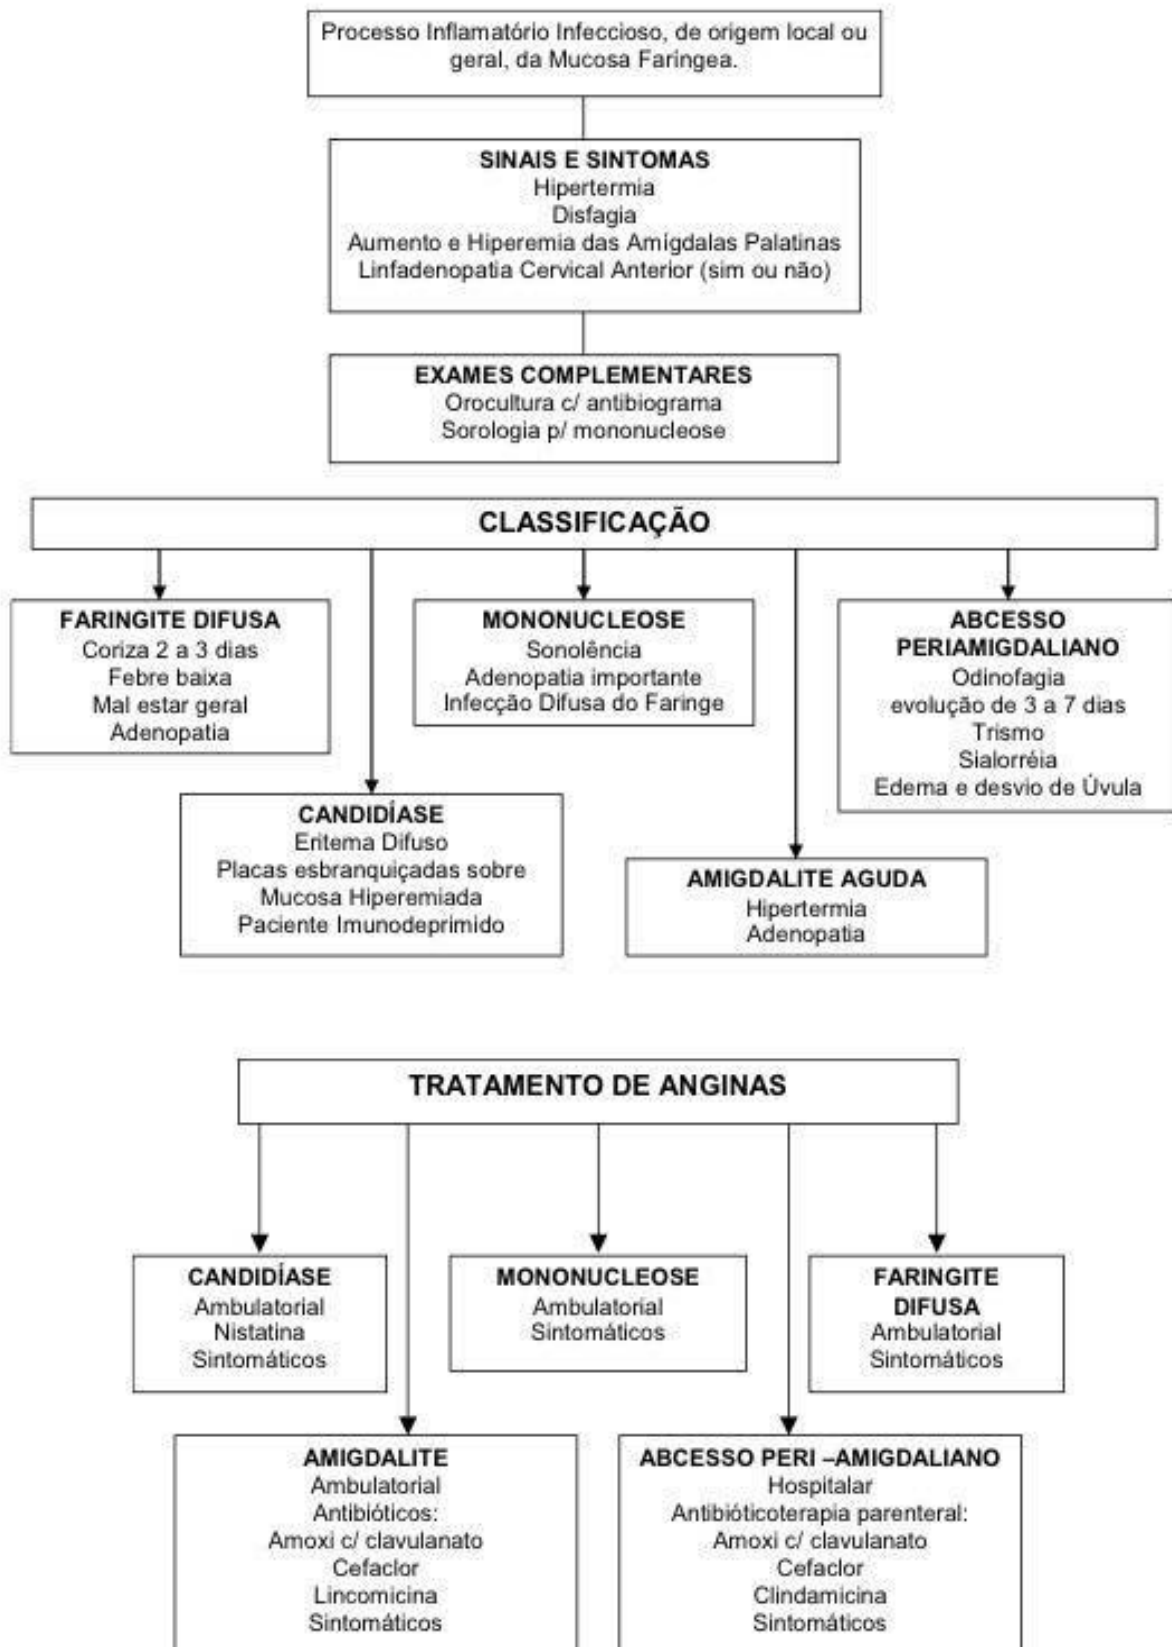 Processo Inflamatório Infeccioso, de origem local ou
geral, da Mucosa Faringea.
SINAIS E SINTOMAS
Hipertermia
Disfagia
Aumento e Hiperemia das Amigdalas Palatinas
Linfadenopatia Cervical Anterior (sim ou não)
EXAMES COMPLEMENTARES
Orocultura c/ antibiograma
Sorologia p/ mononucleose
CLASSIFICAÇÃO
FARINGITE DIFUSA
Coriza 2 a 3 dias
Febre baixa
Mal estar geral
Adenopatia
MONONUCLEOSE
Sonolência
Adenopatia importante
Infecção Difusa do Faringe
ABCESSO
PERIAMIGDALIANO
Odinofagia
evolução de 3 a 7 dias
Trismo
Sialorréia
Edema e desvio de Úvula
CANDIDÍASE
Eritema Difuso
Placas esbranquiçadas sobre
Mucosa Hiperemiada
Paciente Imunodeprimido
AMIGDALITE AGUDA
Hipertermia
Adenopatia
TRATAMENTO DE ANGINAS
CANDIDÍASE
Ambulatorial
Nistatina
Sintomáticos
MONONUCLEOSE
Ambulatorial
Sintomáticos
FARINGITE
DIFUSA
Ambulatorial
Sintomáticos
AMIGDALITE
Ambulatorial
Antibióticos:
Amoxi c/ clavulanato
Cefaclor
Lincomicina
Sintomáticos
ABCESSO PERI –AMIGDALIANO
Hospitalar
Antibióticoterapia parenteral:
Amoxi c/ clavulanato
Cefaclor
Clindamicina
Sintomáticos